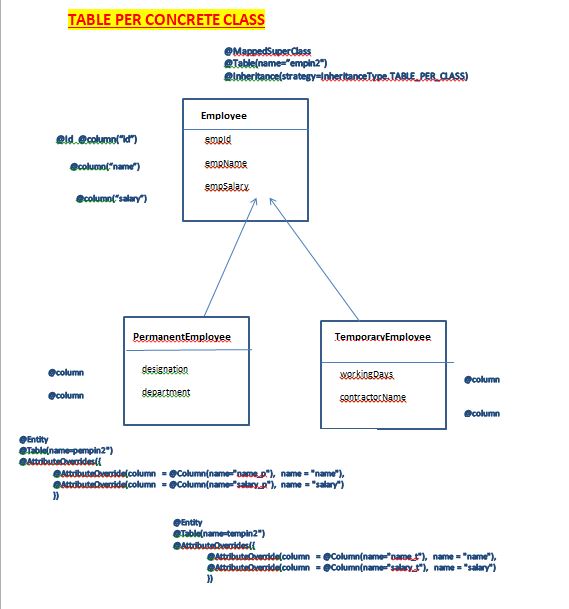 TABLE PER CONCRETE CLASS
@MappedSuperClass
@Table(name="empin2")
@Inheritance(strategy=InheritanceType.TABLE_PER_CLASS)
Employee
@Id @column("id")
empId
@column("name")
empName
@column("salary")
empSalary
PermanentEmployee
TemporaryEmployee
@column
designation
workingDays
@column
@column
department
contractorName
@column
@Entity
@Table(name=pempin2")
@AttributeOverrides({
@AttributeOverride(column = @Column(name="name_p"), name = "name"),
@AttributeOverride(column = @Column(name="salary_p"), name = "salary")
})
@Entity
@Table(name=tempin2")
@AttributeOverrides({
@AttributeOverride(column = @Column(name="name_t"), name = "name"),
@AttributeOverride(column = @Column(name="salary_t"), name = "salary")
})